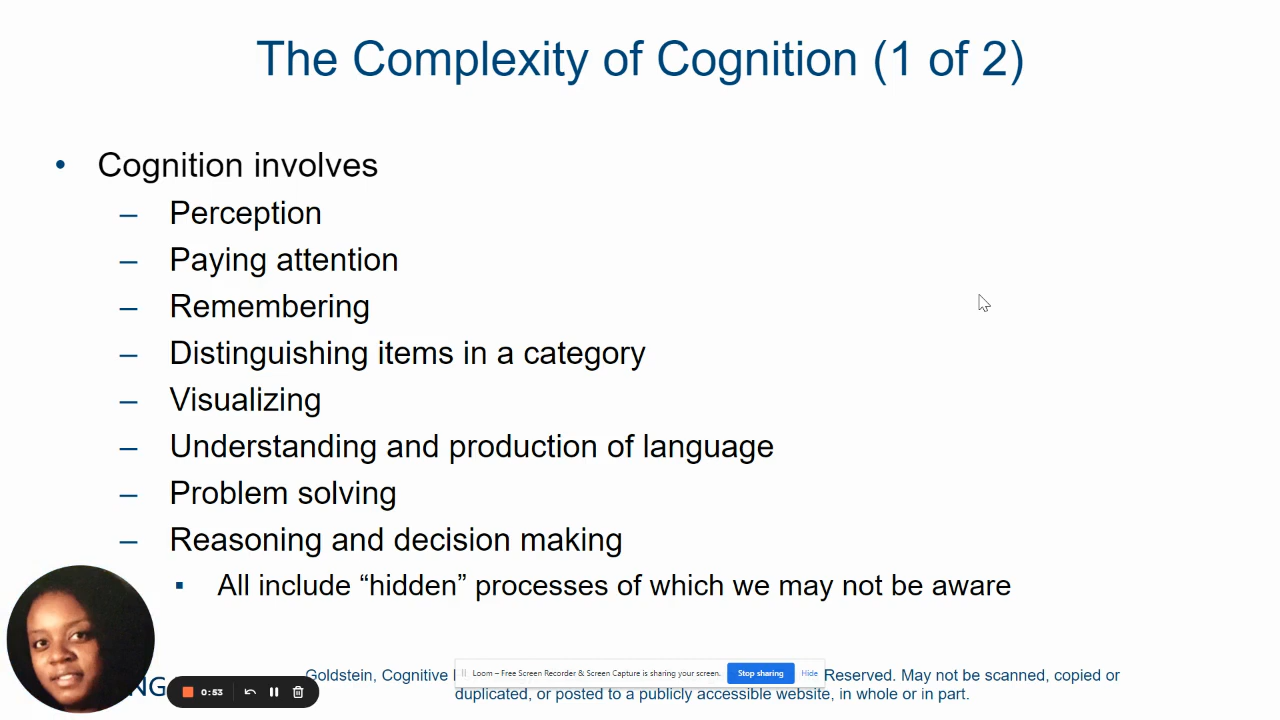 The Complexity of Cognition (1 of 2)
• Cognition involves
– Perception
– Paying attention
– Remembering
– Distinguishing items in a category
– Visualizing
– Understanding and production of language
– Problem solving
– Reasoning and decision making
▪ All include “hidden” processes of which we may not be aware
Goldstein, Cognitive Reserved. May not be scanned, copied or
Loom – Free Screen Recorder & Screen Capture is sharing your screen. Stop sharing Hide
NG 0:53 duplicated, or posted to a publicly accessible website, in whole or in part.